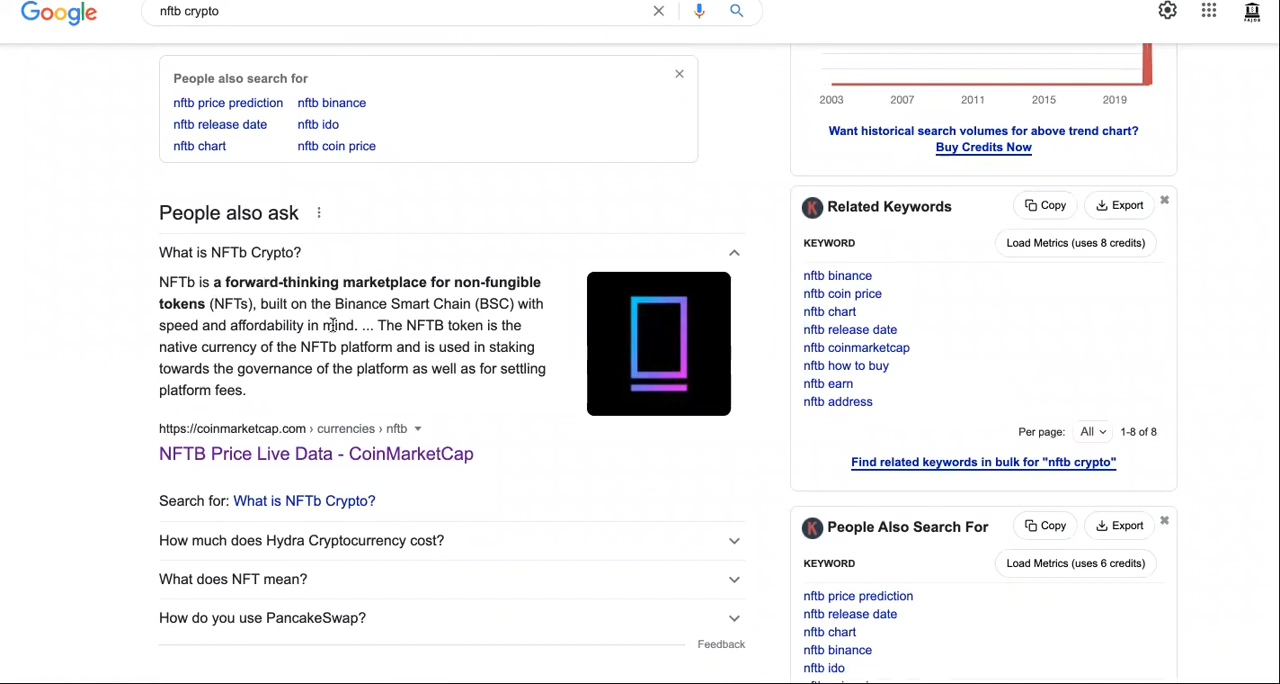 Google
nftb crypto
People also search for
nftb price prediction
nftb binance
nftb release date
nftb ido
nftb chart
nftb coin price
People also ask
What is NFTb Crypto?
NFTb is a forward-thinking marketplace for non-fungible
tokens (NFTs), built on the Binance Smart Chain (BSC) with
speed and affordability in mind. ... The NFTB token is the
native currency of the NFTb platform and is used in staking
towards the governance of the platform as well as for settling
platform fees.
https://coinmarketcap.com › currencies › nftb
NFTB Price Live Data - CoinMarketCap
Search for: What is NFTb Crypto?
How much does Hydra Cryptocurrency cost?
What does NFT mean?
How do you use PancakeSwap?
Feedback
2003 2007 2011 2015 2019
Want historical search volumes for above trend chart?
Buy Credits Now
K Related Keywords
Copy
Export
KEYWORD
Load Metrics (uses 8 credits)
nftb binance
nftb coin price
nftb chart
nftb release date
nftb coinmarketcap
nftb how to buy
nftb earn
nftb address
Per page: All 1-8 of 8
Find related keywords in bulk for "nftb crypto"
K People Also Search For
Copy
Export
KEYWORD
Load Metrics (uses 6 credits)
nftb price prediction
nftb release date
nftb chart
nftb binance
nftb ido